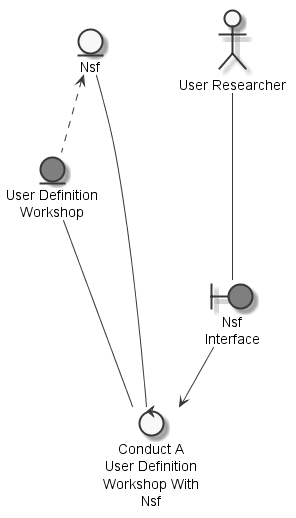 Nsf
User Researcher
User Definition
Workshop
Nsf
Interface
Conduct A
User Definition
Workshop With
Nsf